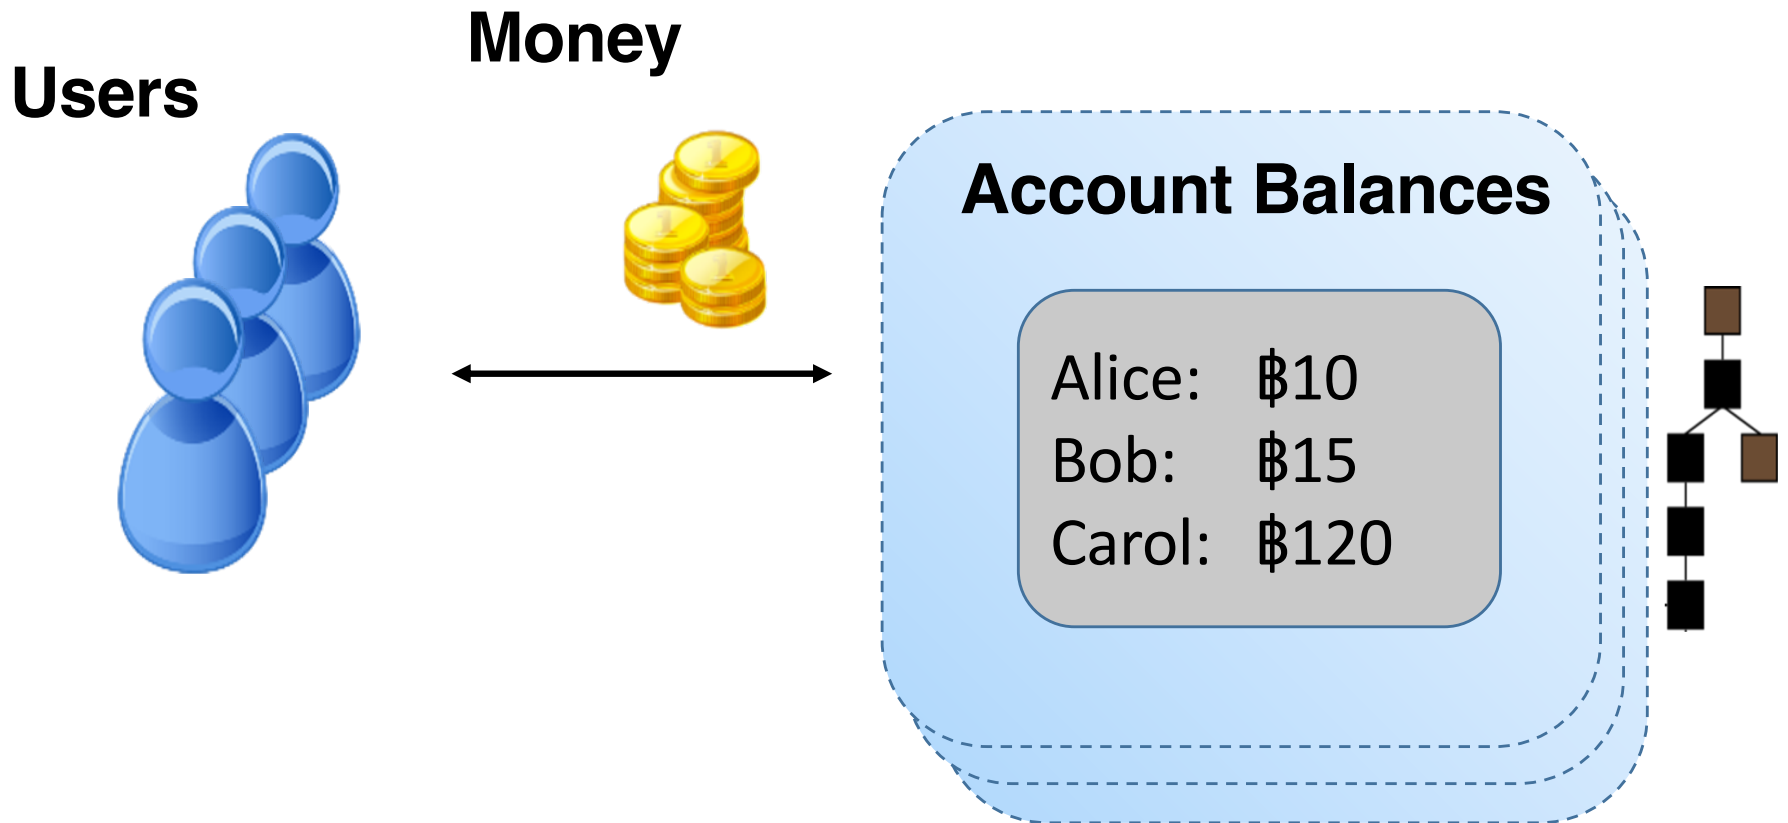 Money
Users
Account Balances
Alice: ฿10
Bob: ฿15
Carol: ฿120